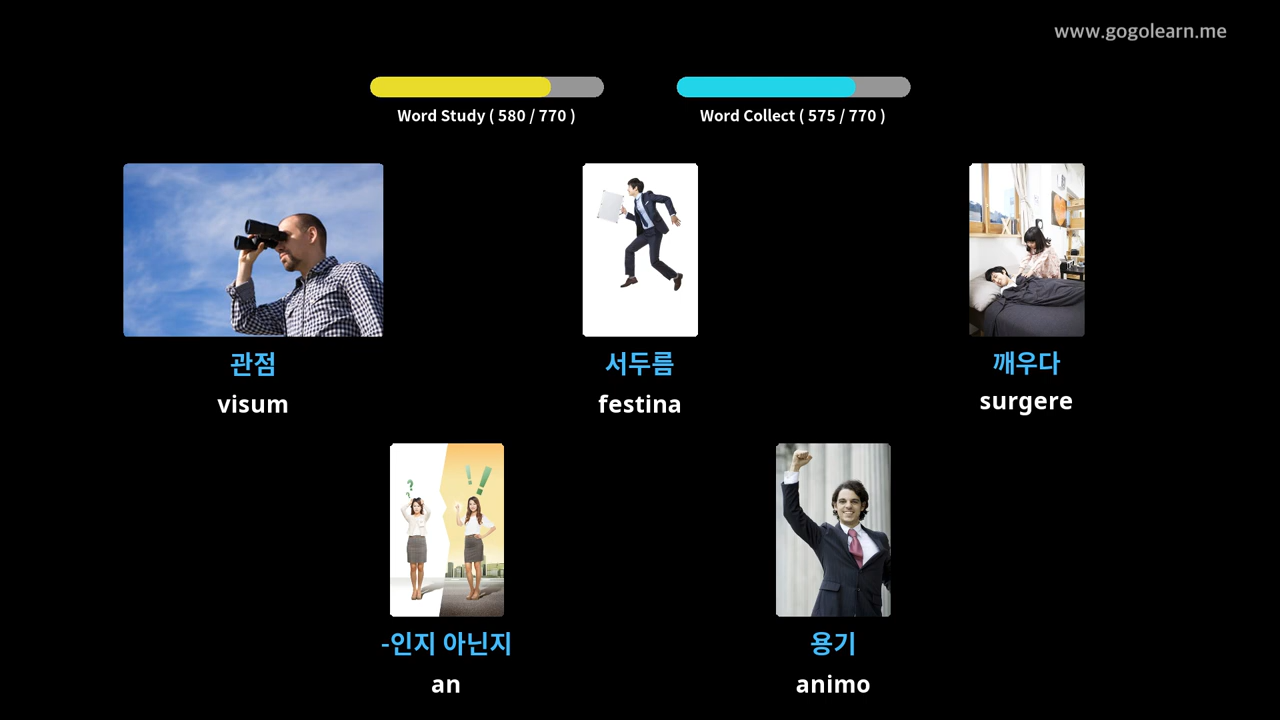 www.gogolearn.me
Word Study ( 580 / 770 )
Word Collect ( 575 / 770 )
관점
visum
서두름
festina
깨우다
surgere
-인지 아닌지
an
용기
animo